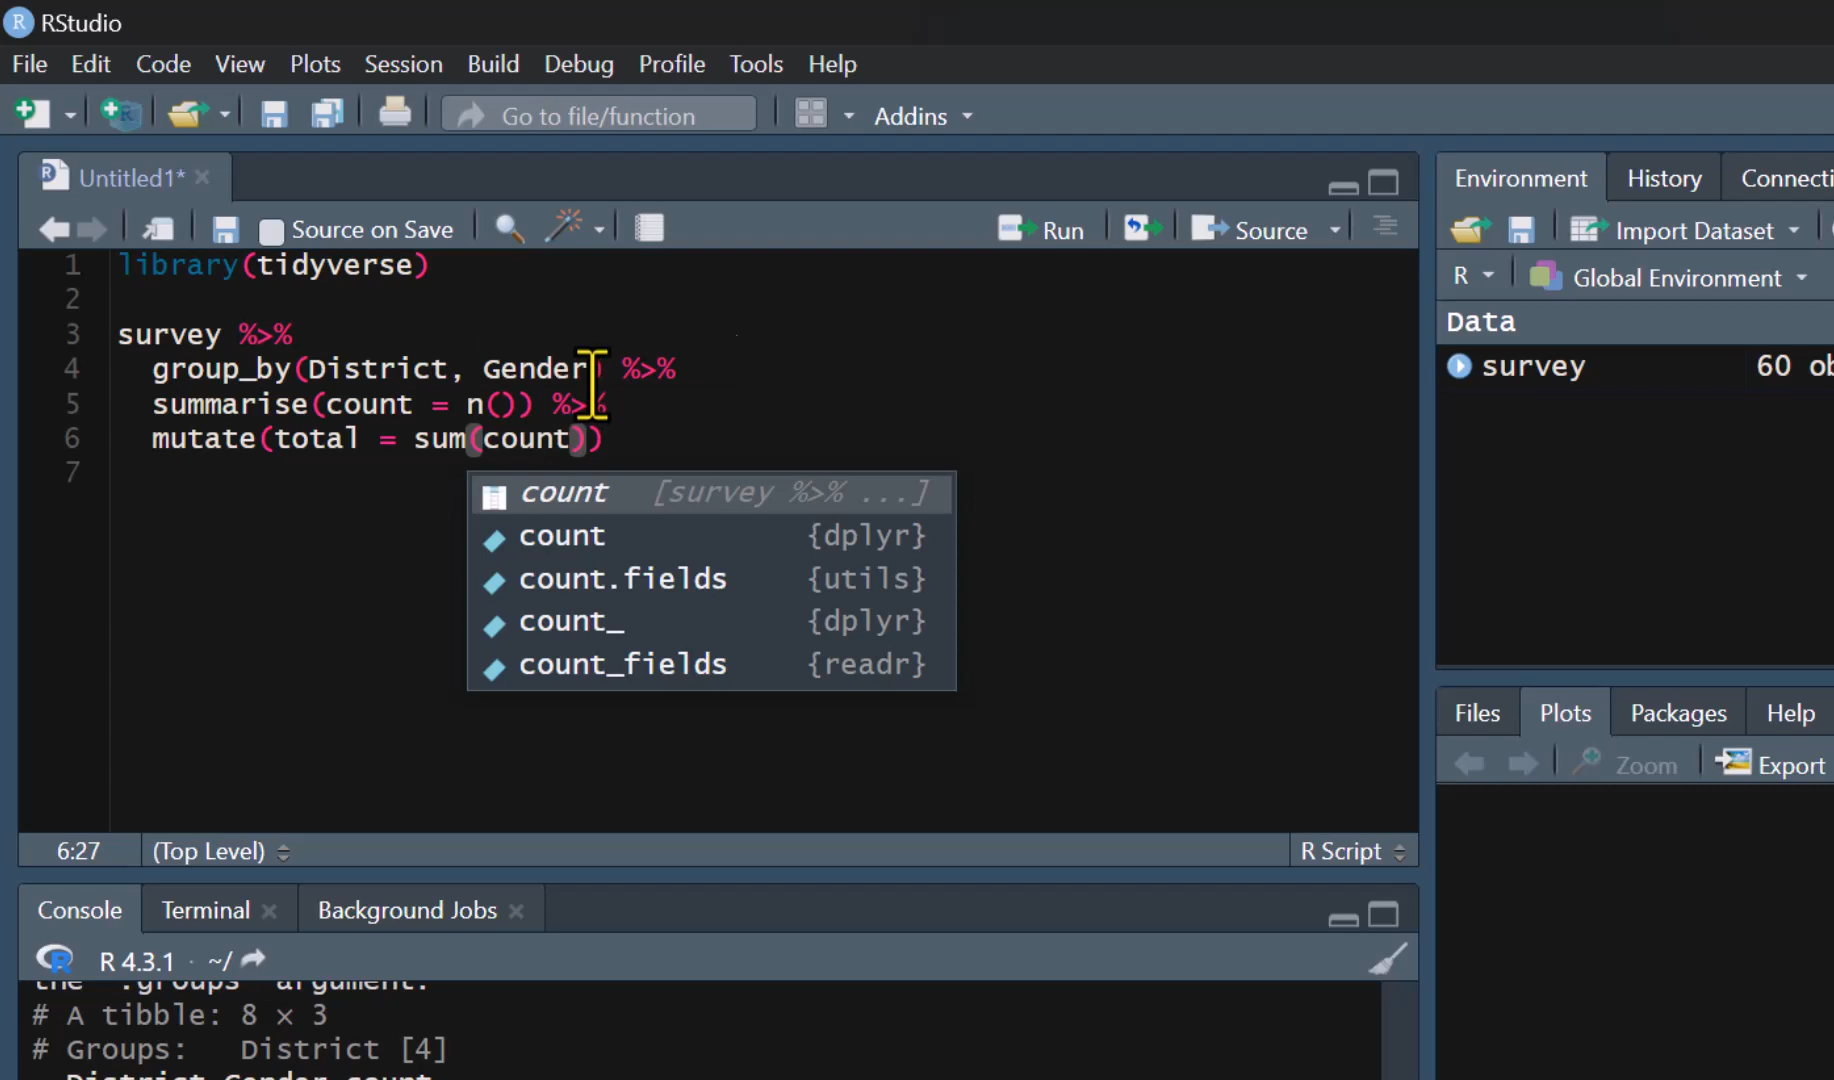 R RStudio
File Edit Code View Plots Session Build Debug Profile Tools Help
Go to file/function Addins
Untitled1*
Source on Save Run Source
1 library(tidyverse)
2
3 survey %>%
4 group_by(District, Gender) %>%
5 summarise(count = n()) %>%
6 mutate(total = sum(count))
7
count [survey %>% ...]
count {dplyr}
count.fields {utils}
count_ {dplyr}
count_fields {readr}
6:27 (Top Level) R Script
Console Terminal Background Jobs
R R 4.3.1 · ~/
the `.groups` argument.
# A tibble: 8 × 3
# Groups: District [4]
District Gender count
Environment History Connecti
Import Dataset
R Global Environment
Data
survey 60 ob
Files Plots Packages Help
Zoom Export